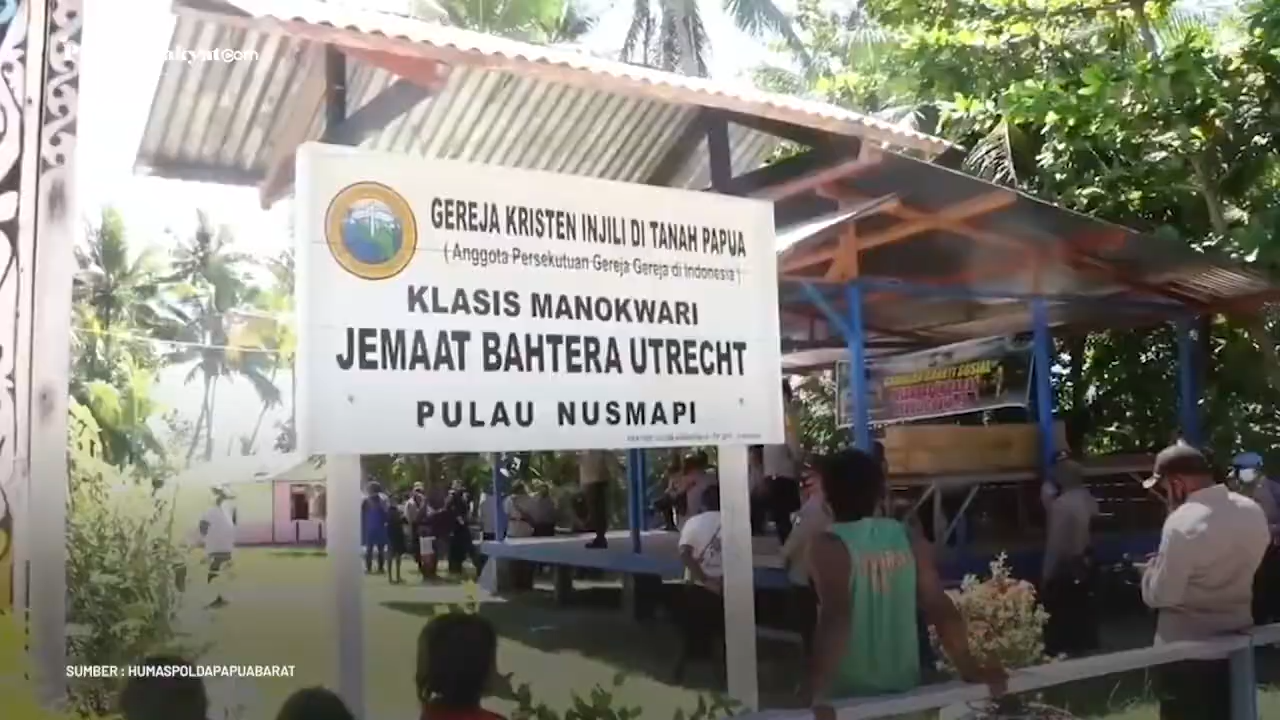 GEREJA KRISTEN INJILI DI TANAH PAPUA
( Anggota Persekutuan Gereja Gereja di Indonesia )
KLASIS MANOKWARI
JEMAAT BAHTERA UTRECHT
PULAU NUSMAPI
SUMBER : HUMASPOLDAPAPUABARAT